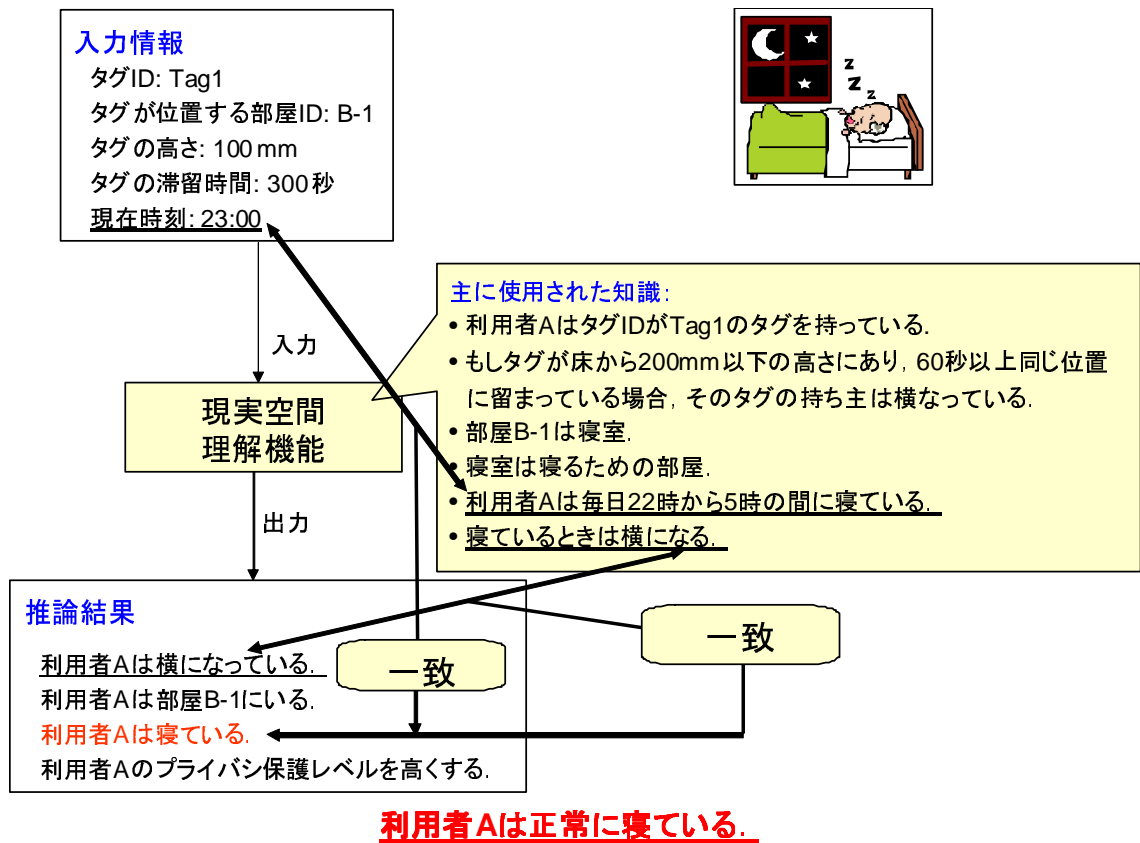 入力情報
タグID: Tag1
タグが位置する部屋ID: B-1
タグの高さ: 100 mm
タグの滞留時間: 300秒
現在時刻: 23:00
z
z
z
主に使用された知識:
• 利用者AはタグIDがTag1のタグを持っている.
• もしタグが床から200mm以下の高さにあり, 60秒以上同じ位置
に留まっている場合, そのタグの持ち主は横なっている.
• 部屋B-1は寝室.
• 寝室は寝るための部屋.
• 利用者Aは毎日22時から5時の間に寝ている.
• 寝ているときは横になる.
入力
現実空間
理解機能
出力
推論結果
利用者Aは横になっている.
利用者Aは部屋B-1にいる.
利用者Aは寝ている.
利用者Aのプライバシ保護レベルを高くする.
一致
一致
利用者Aは正常に寝ている.